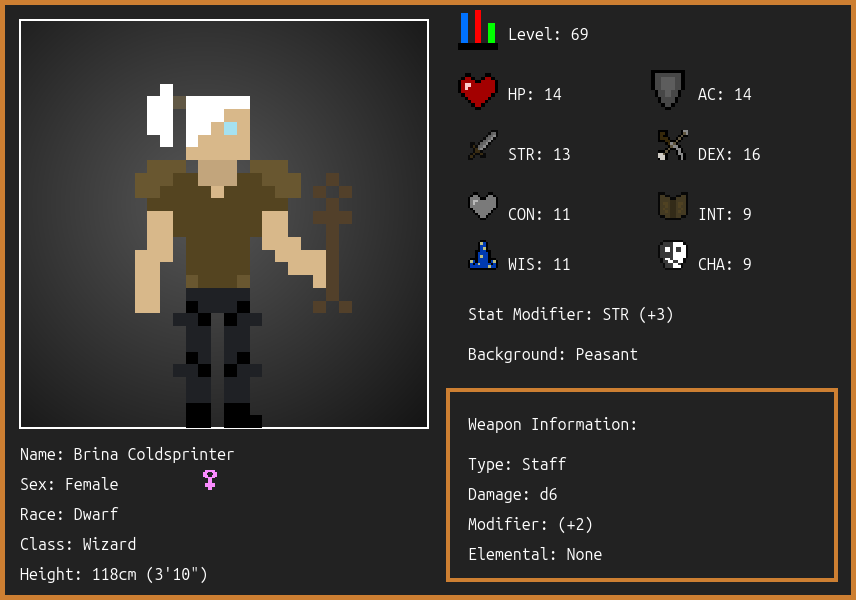 Level: 69
HP: 14
AC: 14
STR: 13
DEX: 16
CON: 11
INT: 9
WIS: 11
CHA: 9
Stat Modifier: STR (+3)
Background: Peasant
Weapon Information:
Type: Staff
Damage: d6
Modifier: (+2)
Elemental: None
Name: Brina Coldsprinter
Sex: Female
Race: Dwarf
Class: Wizard
Height: 118cm (3'10")